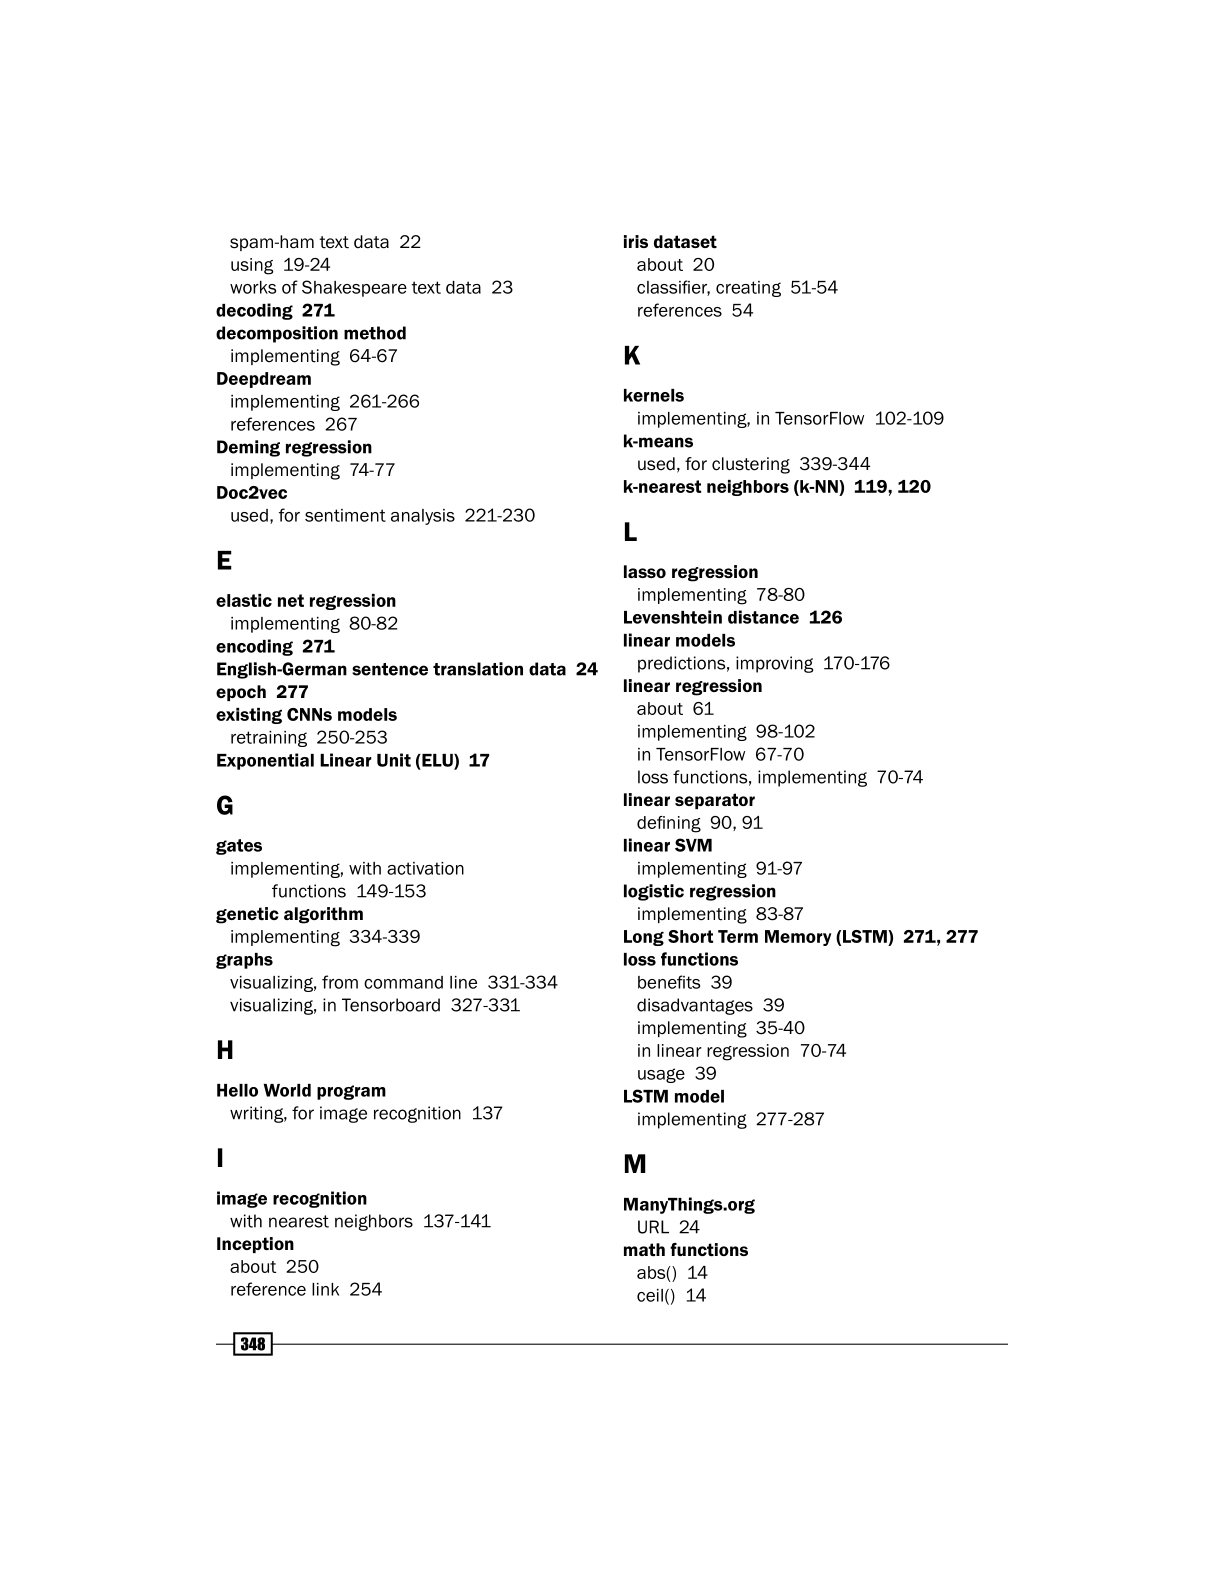 spam-ham text data 22
using 19-24
works of Shakespeare text data 23
decoding 271
decomposition method
implementing 64-67
Deepdream
implementing 261-266
references 267
Deming regression
implementing 74-77
Doc2vec
used, for sentiment analysis 221-230
E
elastic net regression
implementing 80-82
encoding 271
English-German sentence translation data 24
epoch 277
existing CNNs models
retraining 250-253
Exponential Linear Unit (ELU) 17
G
gates
implementing, with activation
functions 149-153
genetic algorithm
implementing 334-339
graphs
visualizing, from command line 331-334
visualizing, in Tensorboard 327-331
H
Hello World program
writing, for image recognition 137
I
image recognition
with nearest neighbors 137-141
Inception
about 250
reference link 254
iris dataset
about 20
classifier, creating 51-54
references 54
K
kernels
implementing, in TensorFlow 102-109
k-means
used, for clustering 339-344
k-nearest neighbors (k-NN) 119, 120
L
lasso regression
implementing 78-80
Levenshtein distance 126
linear models
predictions, improving 170-176
linear regression
about 61
implementing 98-102
in TensorFlow 67-70
loss functions, implementing 70-74
linear separator
defining 90, 91
linear SVM
implementing 91-97
logistic regression
implementing 83-87
Long Short Term Memory (LSTM) 271, 277
loss functions
benefits 39
disadvantages 39
implementing 35-40
in linear regression 70-74
usage 39
LSTM model
implementing 277-287
M
ManyThings.org
URL 24
math functions
abs() 14
ceil() 14
348